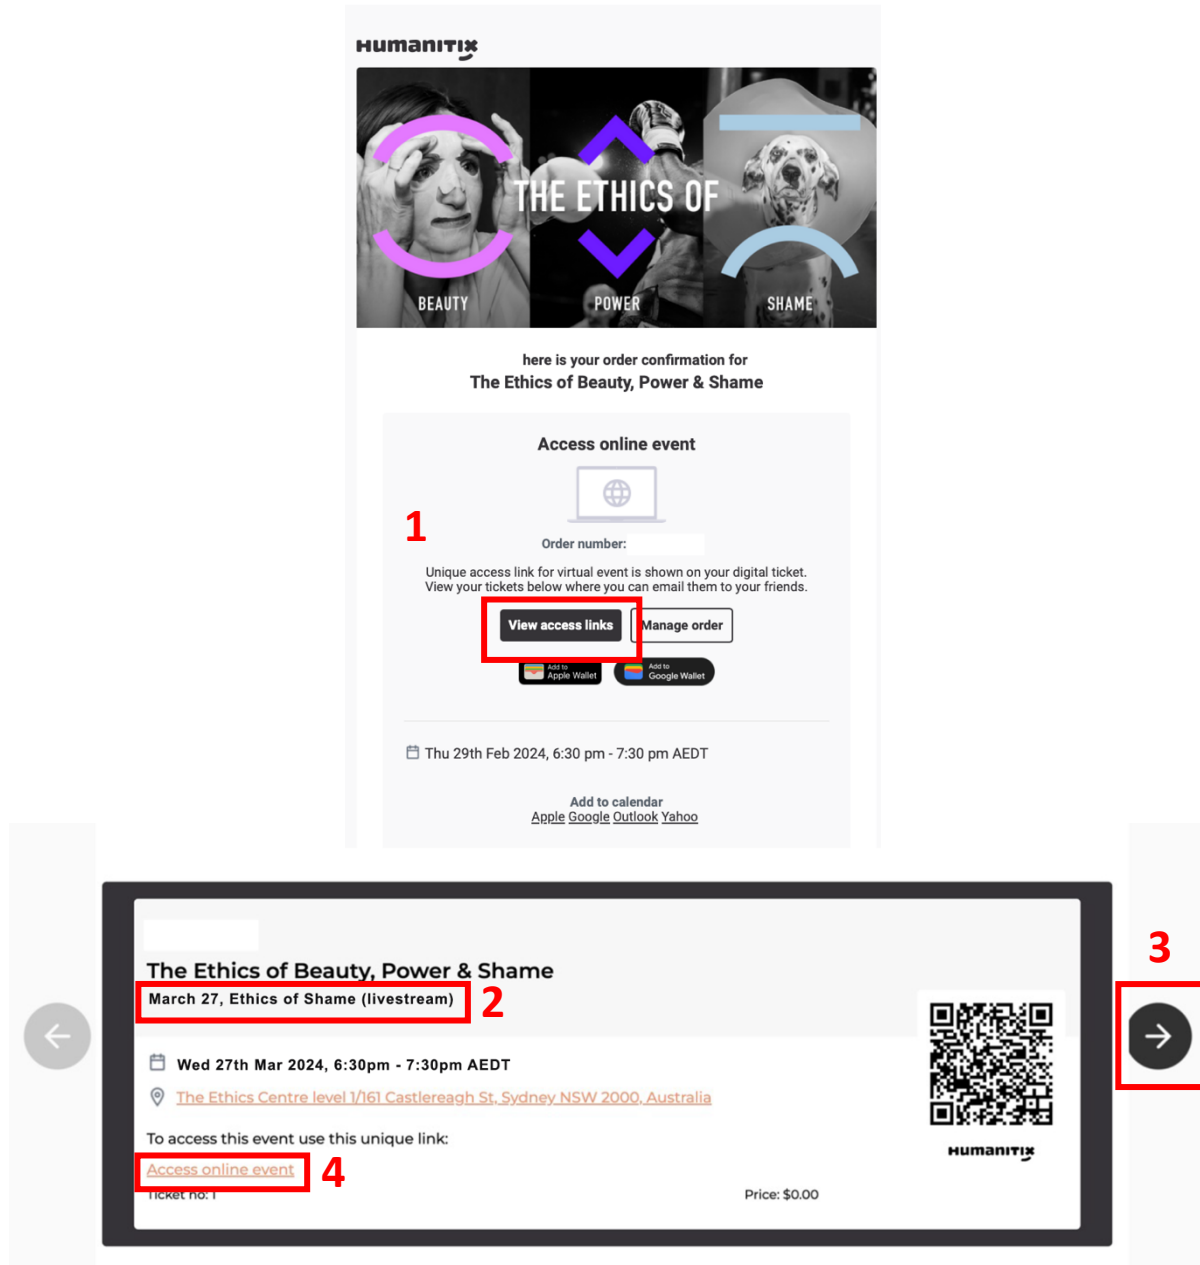 Humanitix
THE ETHICS OF
BEAUTY
POWER
SHAME
here is your order confirmation for
The Ethics of Beauty, Power & Shame
Access online event
1
Order number:
Unique access link for virtual event is shown on your digital ticket.
View your tickets below where you can email them to your friends.
View access links
Manage order
Add to
Apple Wallet
Add to
Google Wallet
Thu 29th Feb 2024, 6:30 pm - 7:30 pm AEDT
Add to calendar
Apple Google Outlook Yahoo
The Ethics of Beauty, Power & Shame
March 27, Ethics of Shame (livestream)
2
3
Wed 27th Mar 2024, 6:30pm - 7:30pm AEDT
The Ethics Centre level 1/161 Castlereagh St, Sydney NSW 2000, Australia
To access this event use this unique link:
Humanitix
Access online event
4
Ticket no: 1
Price: $0.00